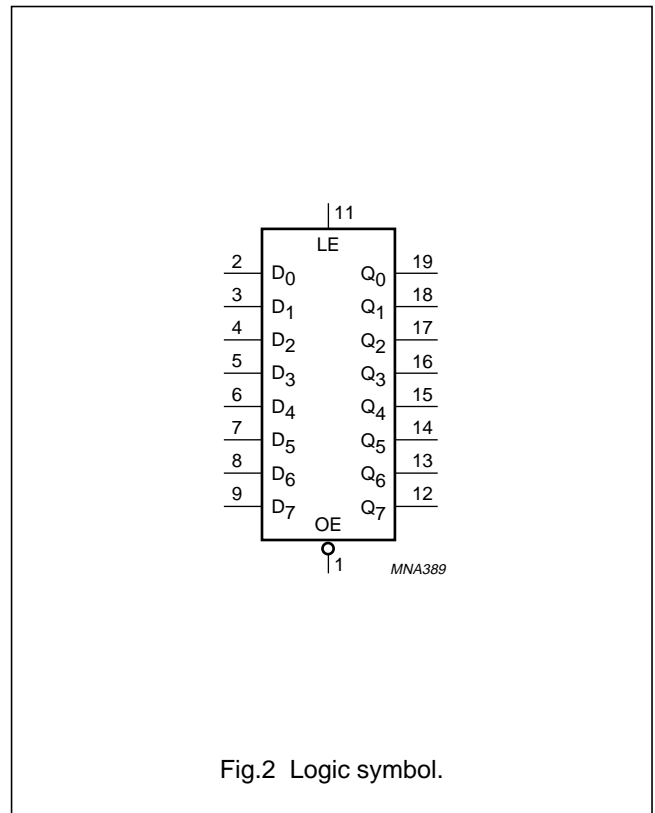 11
LE
2 D0 Q0 19
3 D1 Q1 18
4 D2 Q2 17
5 D3 Q3 16
6 D4 Q4 15
7 D5 Q5 14
8 D6 Q6 13
9 D7 Q7 12
OE
1
MNA389
Fig.2 Logic symbol.